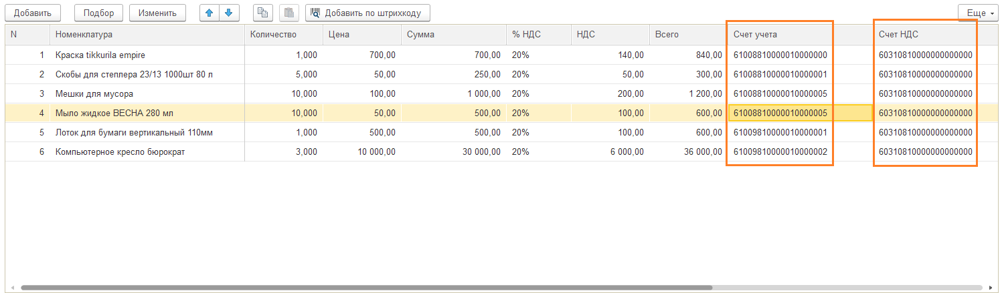 Добавить Подбор Изменить Добавить по штрихкоду Еще
N Номенклатура Количество Цена Сумма % НДС НДС Всего Счет учета Счет НДС
1 Краска tikkurila empire 1,000 700,00 700,00 20% 140,00 840,00 61008810000010000000 60310810000000000000
2 Скобы для степлера 23/13 1000шт 80 л 5,000 50,00 250,00 20% 50,00 300,00 61008810000010000001 60310810000000000000
3 Мешки для мусора 10,000 100,00 1 000,00 20% 200,00 1 200,00 61008810000010000005 60310810000000000000
4 Мыло жидкое ВЕСНА 280 мл 10,000 50,00 500,00 20% 100,00 600,00 61008810000010000005 60310810000000000000
5 Лоток для бумаги вертикальный 110мм 1,000 500,00 500,00 20% 100,00 600,00 61009810000010000001 60310810000000000000
6 Компьютерное кресло бюрократ 3,000 10 000,00 30 000,00 20% 6 000,00 36 000,00 61009810000010000002 60310810000000000000